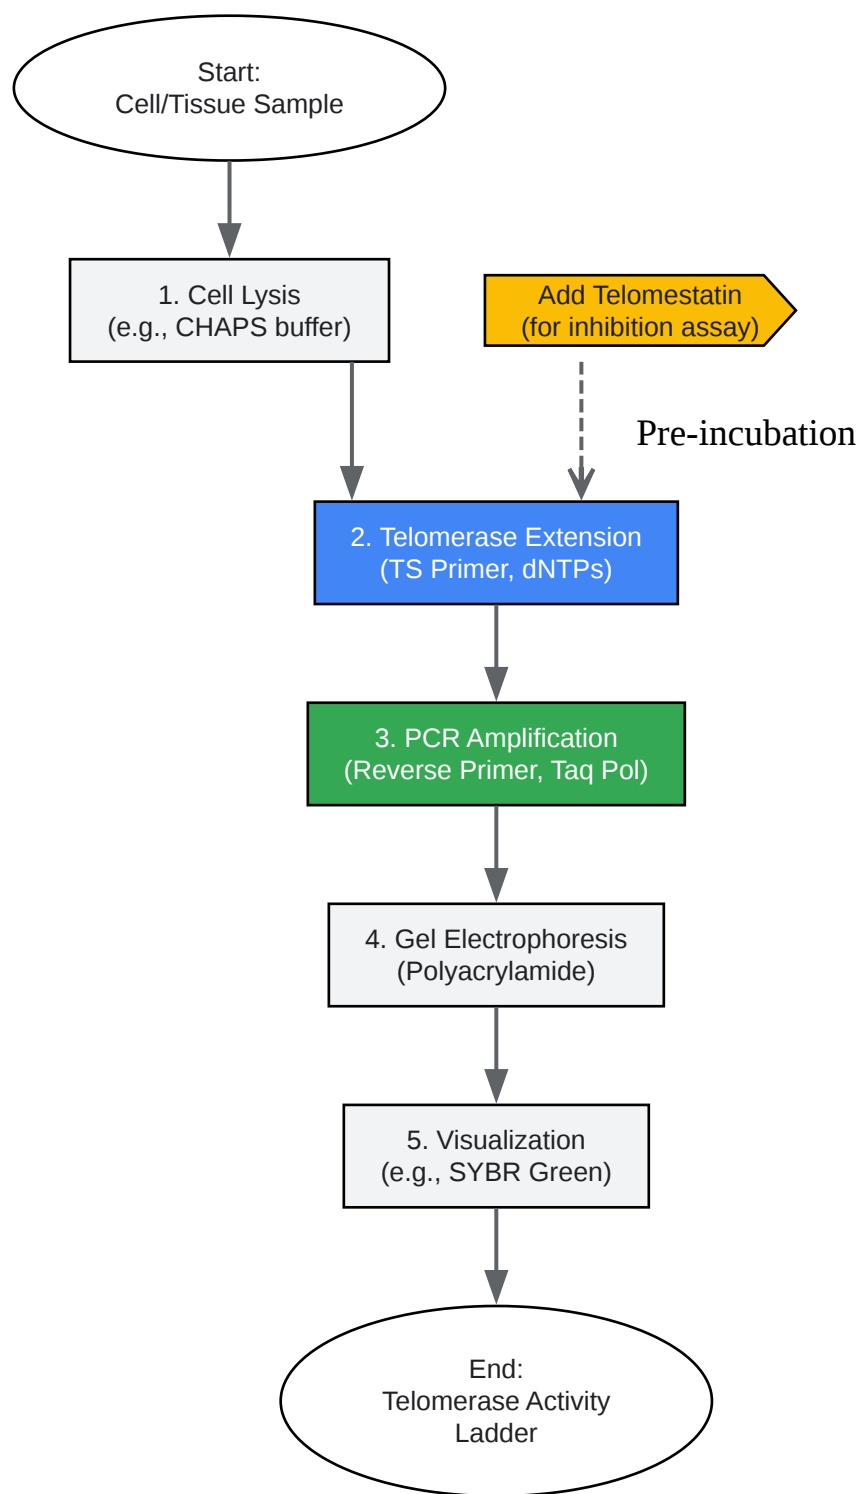 Start:
Cell/Tissue Sample
1. Cell Lysis
(e.g., CHAPS buffer)
Add Telomestatin
(for inhibition assay)
Pre-incubation
2. Telomerase Extension
(TS Primer, dNTPs)
3. PCR Amplification
(Reverse Primer, Taq Pol)
4. Gel Electrophoresis
(Polyacrylamide)
5. Visualization
(e.g., SYBR Green)
End:
Telomerase Activity
Ladder